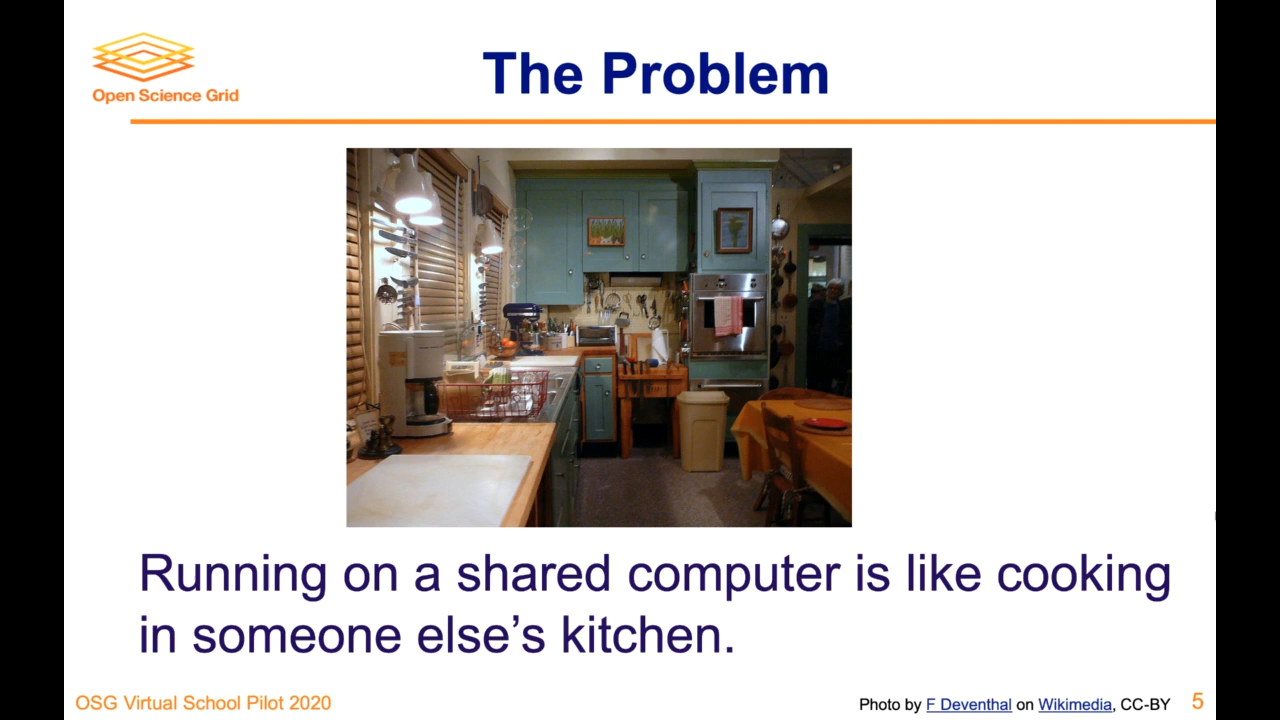 Open Science Grid
The Problem
Running on a shared computer is like cooking
in someone else’s kitchen.
OSG Virtual School Pilot 2020
Photo by F Deventhal on Wikimedia, CC-BY
5